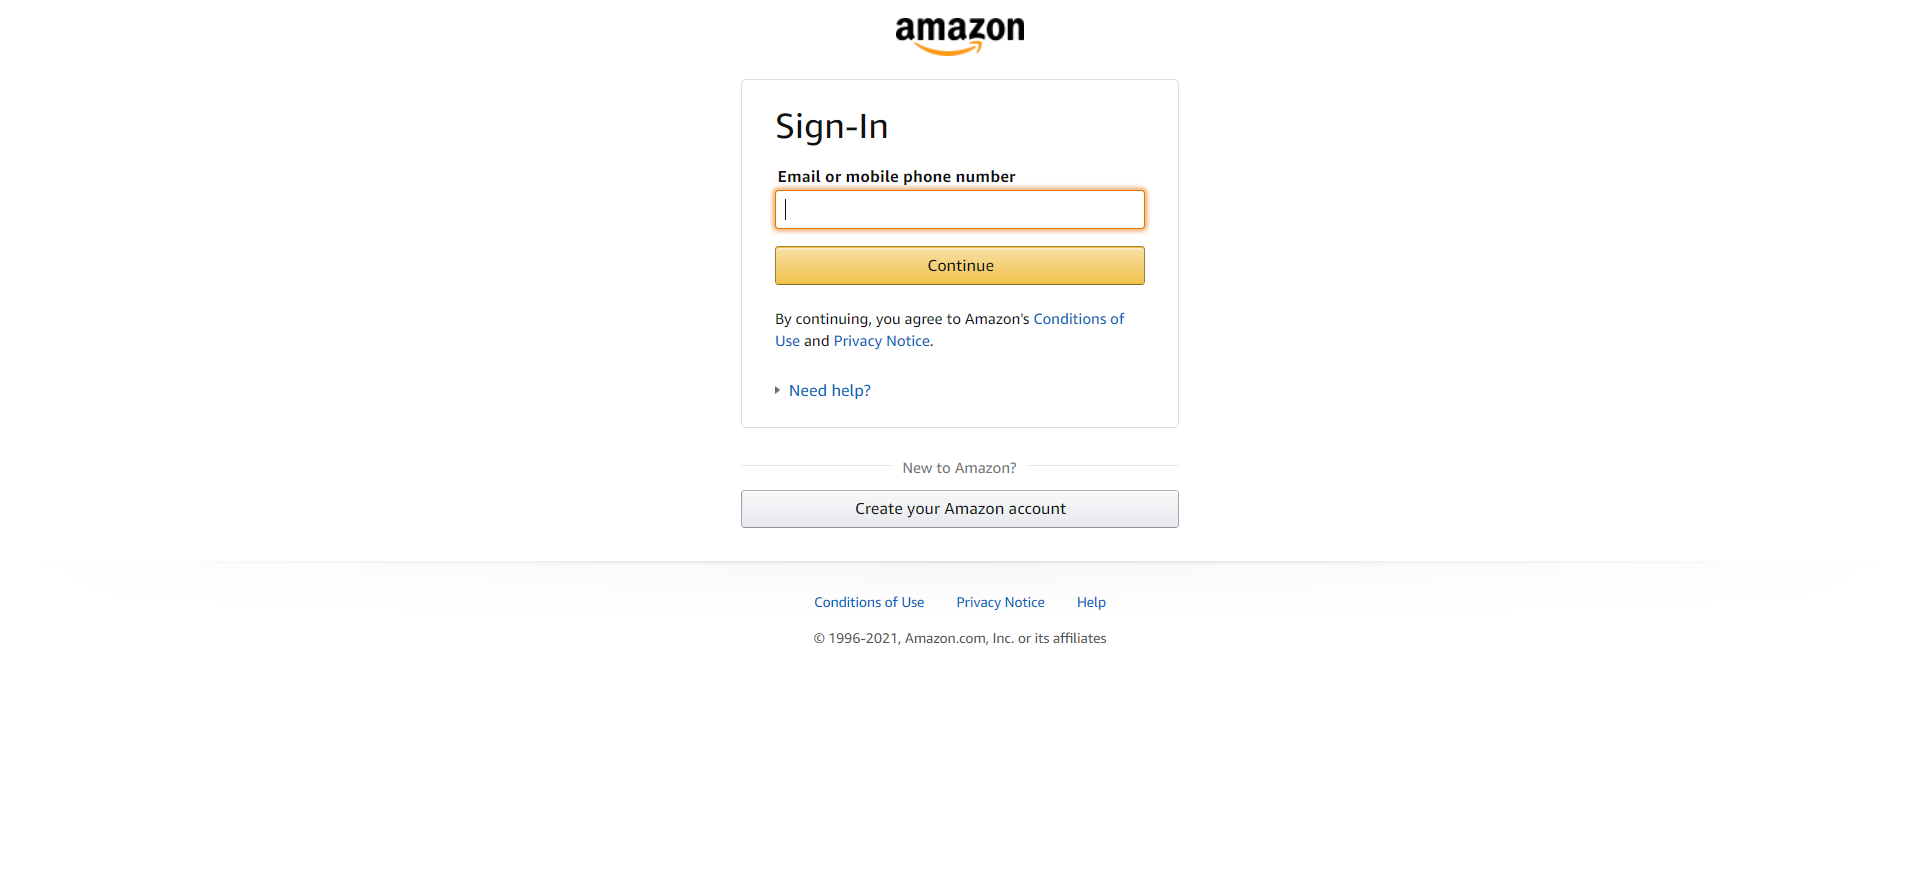 amazon
Sign-In
Email or mobile phone number
Continue
By continuing, you agree to Amazon's Conditions of
Use and Privacy Notice.
Need help?
New to Amazon?
Create your Amazon account
Conditions of Use Privacy Notice Help
© 1996-2021, Amazon.com, Inc. or its affiliates